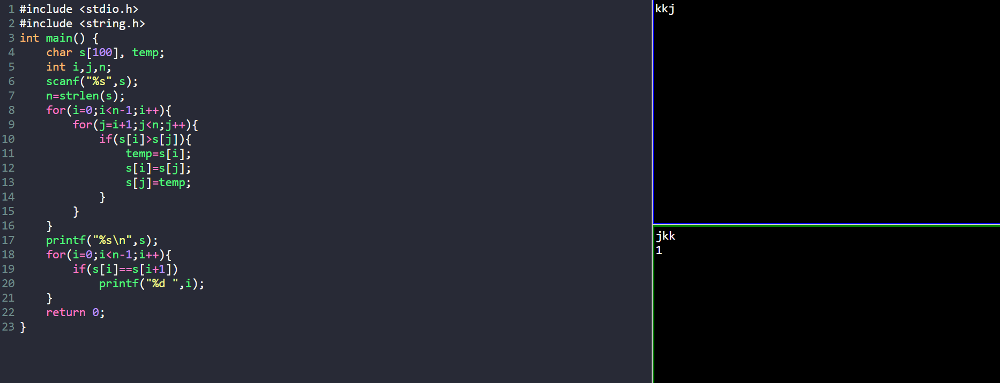 1 #include <stdio.h>
2 #include <string.h>
3 int main() {
4     char s[100], temp;
5     int i,j,n;
6     scanf("%s",s);
7     n=strlen(s);
8     for(i=0;i<n-1;i++){
9         for(j=i+1;j<n;j++){
10             if(s[i]>s[j]){
11                 temp=s[i];
12                 s[i]=s[j];
13                 s[j]=temp;
14             }
15         }
16     }
17     printf("%s\n",s);
18     for(i=0;i<n-1;i++){
19         if(s[i]==s[i+1])
20             printf("%d ",i);
21     }
22     return 0;
23 }
kkj
jkk
1